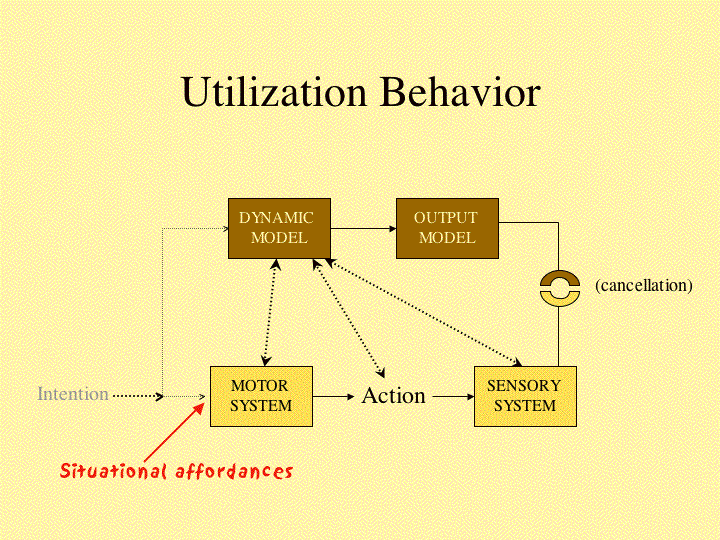 Utilization Behavior
DYNAMIC
MODEL
OUTPUT
MODEL
(cancellation)
Intention
MOTOR
SYSTEM
Action
SENSORY
SYSTEM
Situational affordances